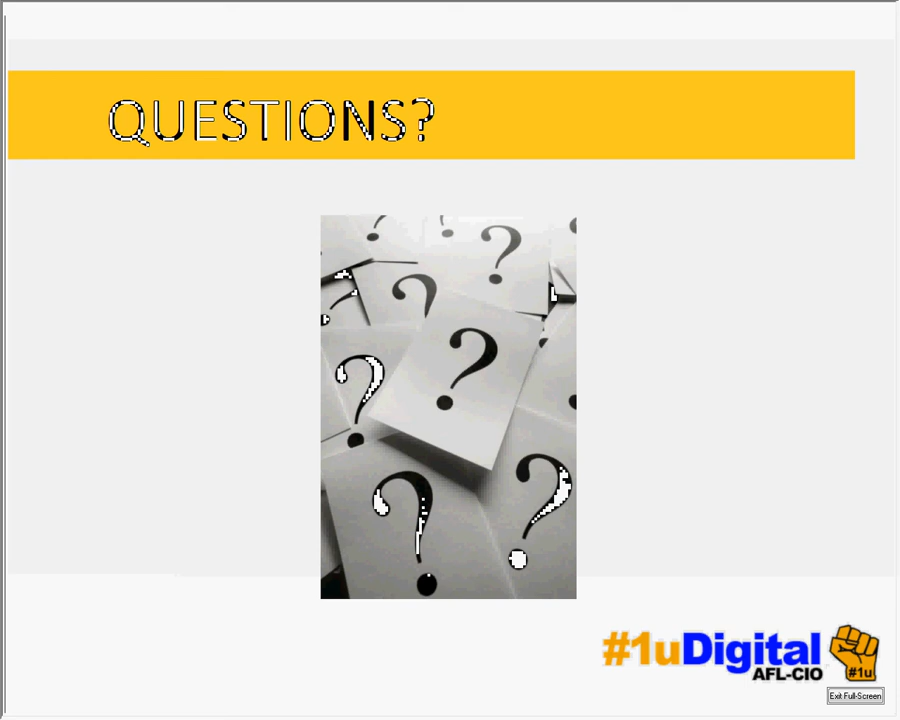 QUESTIONS?
#1uDigital
AFL-CIO
#1u
Exit Full-Screen